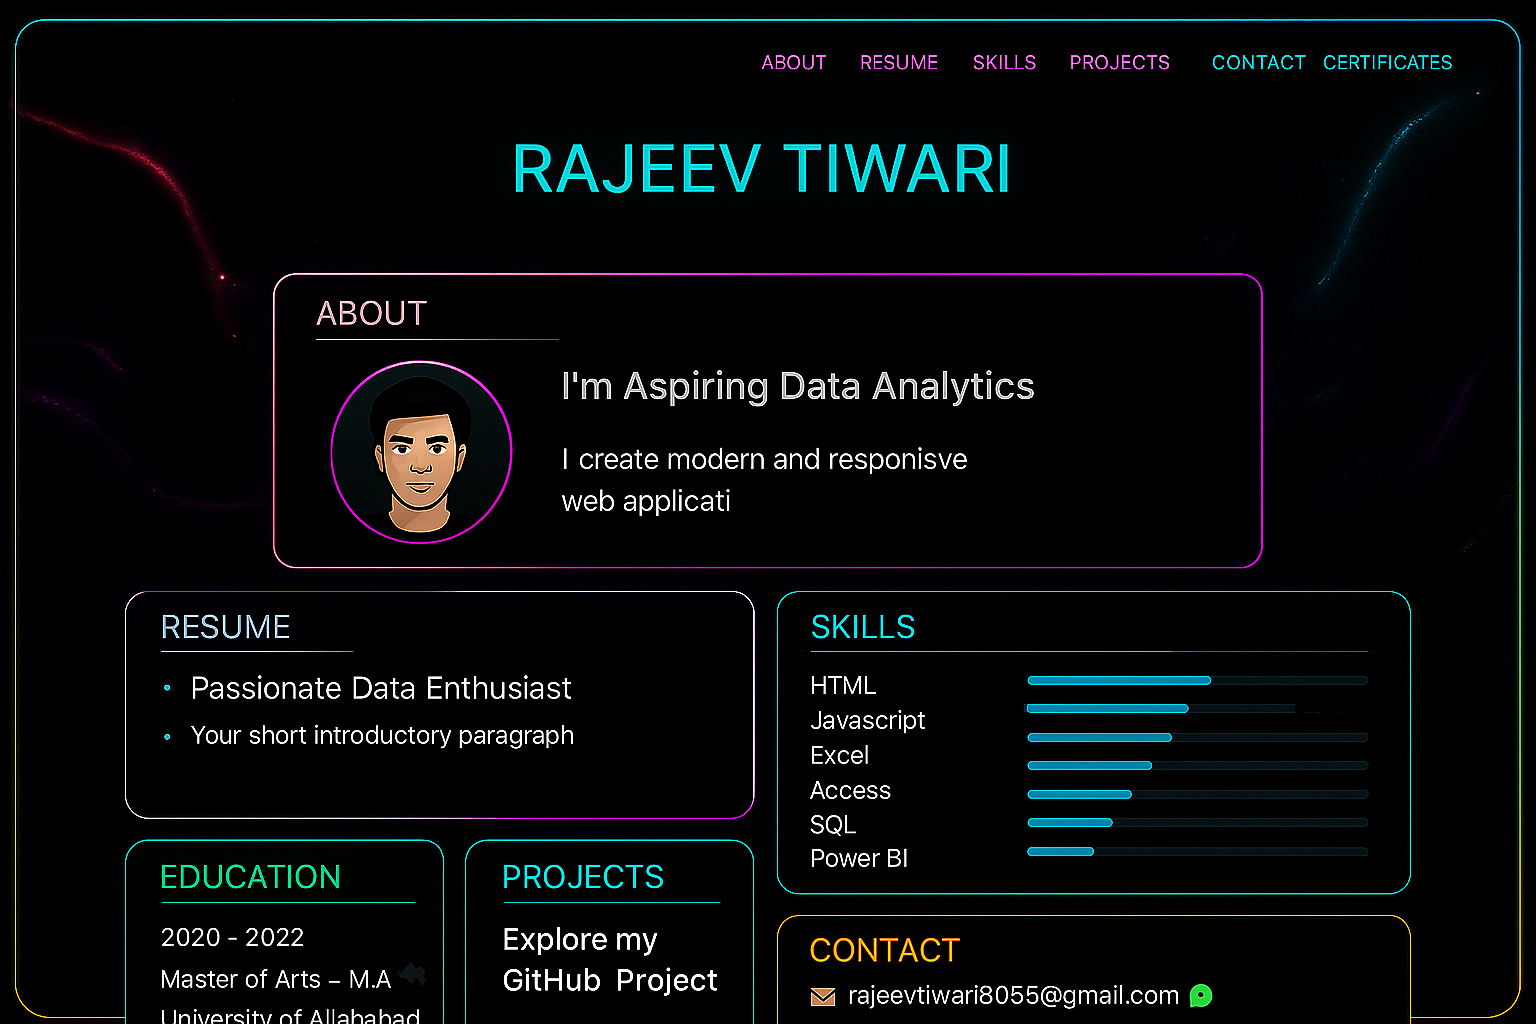 ABOUT RESUME SKILLS PROJECTS CONTACT CERTIFICATES
RAJEEV TIWARI
ABOUT
I'm Aspiring Data Analytics
I create modern and responisve
web applicati
RESUME
Passionate Data Enthusiast
Your short introductory paragraph
SKILLS
HTML
Javascript
Excel
Access
SQL
Power BI
EDUCATION
2020 - 2022
Master of Arts – M.A
University of Allahabad
PROJECTS
Explore my
GitHub Project
CONTACT
rajeevtiwari8055@gmail.com